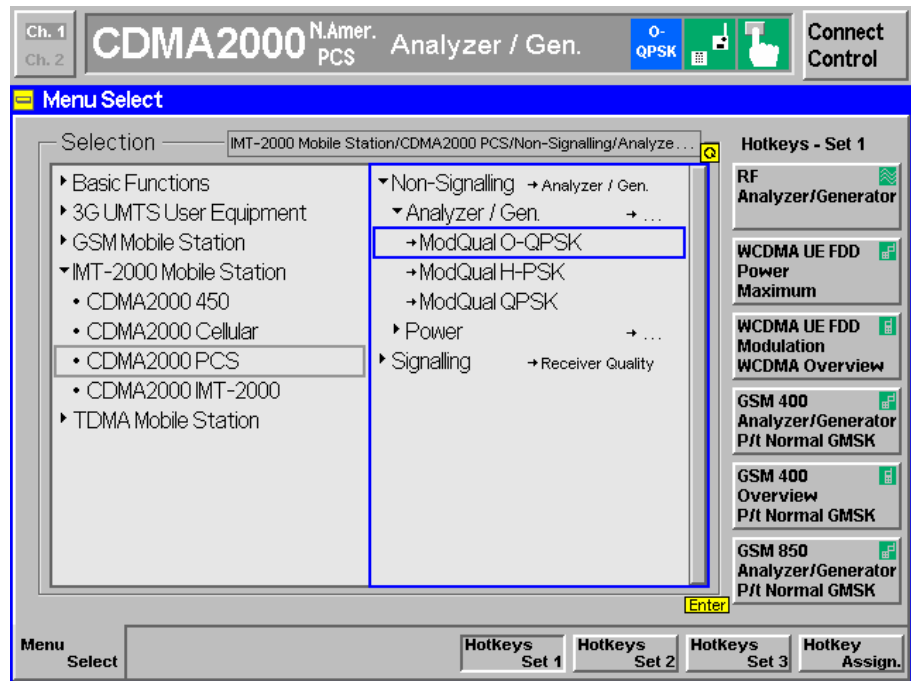 Ch. 1
Ch. 2
CDMA2000 N.Amer. PCS Analyzer / Gen.
O-QPSK
Connect Control
Menu Select
Selection
IMT-2000 Mobile Station/CDMA2000 PCS/Non-Signalling/Analyze...
Basic Functions
3G UMTS User Equipment
GSM Mobile Station
IMT-2000 Mobile Station
CDMA2000 450
CDMA2000 Cellular
CDMA2000 PCS
CDMA2000 IMT-2000
TDMA Mobile Station
Non-Signalling → Analyzer / Gen.
Analyzer / Gen. → ...
→ ModQual O-QPSK
→ ModQual H-PSK
→ ModQual QPSK
Power → ...
Signalling → Receiver Quality
Enter
Hotkeys - Set 1
RF
Analyzer/Generator
WCDMA UE FDD
Power
Maximum
WCDMA UE FDD
Modulation
WCDMA Overview
GSM 400
Analyzer/Generator
P/t Normal GMSK
GSM 400
Overview
P/t Normal GMSK
GSM 850
Analyzer/Generator
P/t Normal GMSK
Menu
Select
Hotkeys
Set 1
Hotkeys
Set 2
Hotkeys
Set 3
Hotkey
Assign.